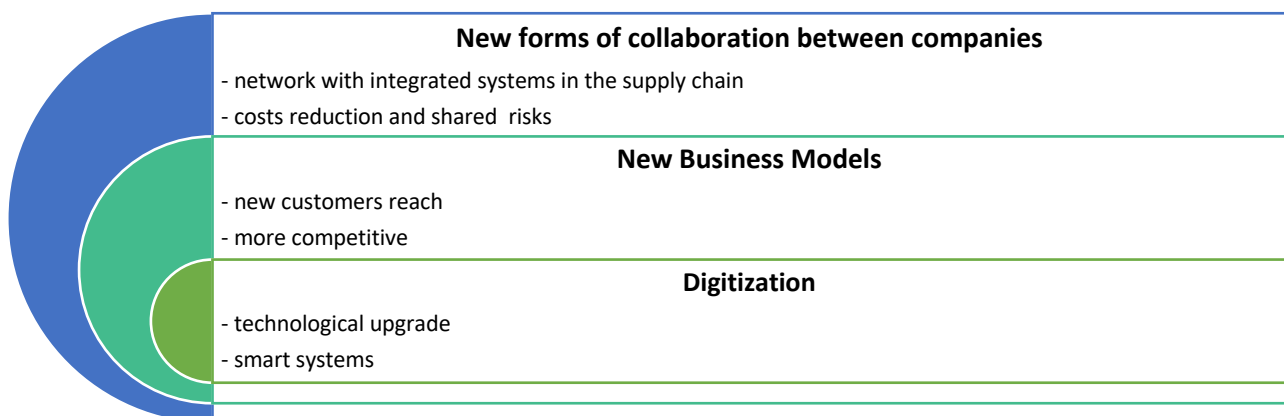 New forms of collaboration between companies
- network with integrated systems in the supply chain
- costs reduction and shared risks
New Business Models
- new customers reach
- more competitive
Digitization
- technological upgrade
- smart systems